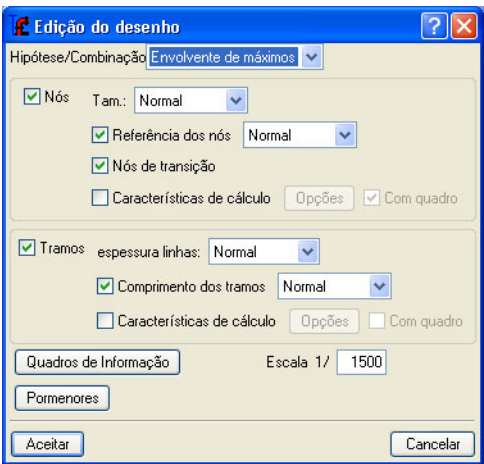 Edição do desenho
Hipótese/Combinação Envolvente de máximos
Nós Tam.: Normal
Referência dos nós Normal
Nós de transição
Características de cálculo Opções Com quadro
Tramos espessura linhas: Normal
Comprimento dos tramos Normal
Características de cálculo Opções Com quadro
Quadros de Informação Escala 1/ 1500
Pormenores
Aceitar Cancelar